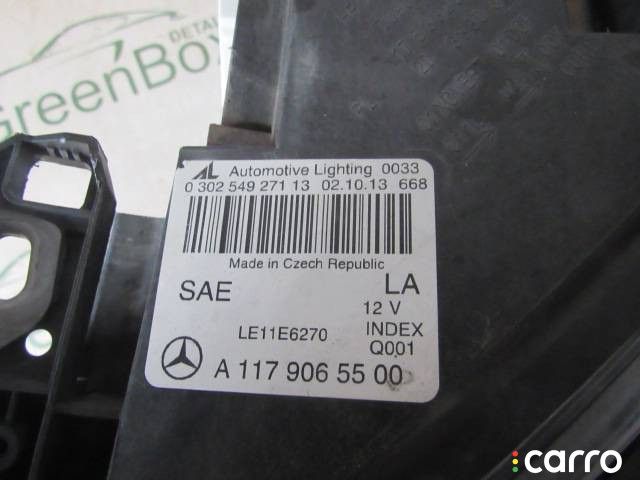 DETAIL
GreenBox
AL Automotive Lighting 0033
0 302 549 271 13 02.10.13 668
Made in Czech Republic
SAE LA
12 V
LE11E6270 INDEX
Q001
A 117 906 55 00
carro